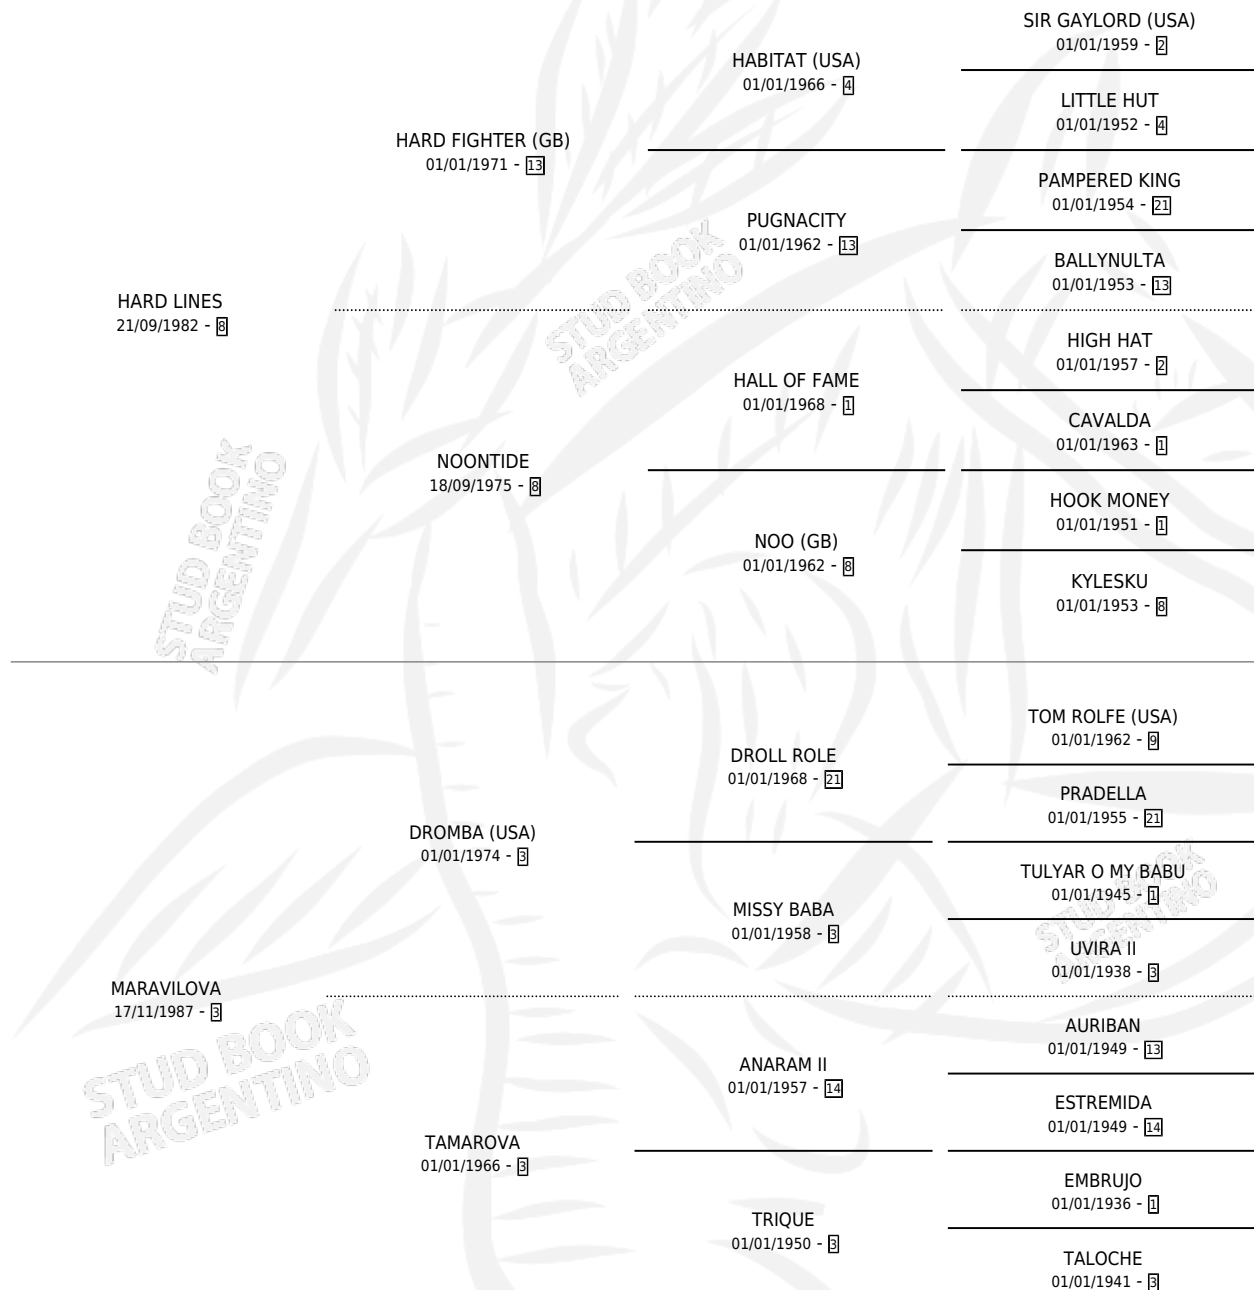 SIR GAYLORD (USA)
01/01/1959 - 2
HABITAT (USA)
01/01/1966 - 4
LITTLE HUT
01/01/1952 - 4
HARD FIGHTER (GB)
01/01/1971 - 13
PAMPERED KING
01/01/1954 - 21
PUGNACITY
01/01/1962 - 13
BALLYNULTA
01/01/1953 - 13
HARD LINES
21/09/1982 - 8
HIGH HAT
01/01/1957 - 2
HALL OF FAME
01/01/1968 - 1
CAVALDA
01/01/1963 - 1
NOONTIDE
18/09/1975 - 8
HOOK MONEY
01/01/1951 - 1
NOO (GB)
01/01/1962 - 8
KYLESKU
01/01/1953 - 8
TOM ROLFE (USA)
01/01/1962 - 9
DROLL ROLE
01/01/1968 - 21
PRADELLA
01/01/1955 - 21
DROMBA (USA)
01/01/1974 - 3
TULYAR O MY BABU
01/01/1945 - 1
MISSY BABA
01/01/1958 - 3
UVIRA II
01/01/1938 - 3
MARAVILOVA
17/11/1987 - 3
AURIBAN
01/01/1949 - 13
ANARAM II
01/01/1957 - 14
ESTREMIDA
01/01/1949 - 14
TAMAROVA
01/01/1966 - 3
EMBRUJO
01/01/1936 - 1
TRIQUE
01/01/1950 - 3
TALOCHE
01/01/1941 - 3
STUD BOOK
ARGENTINO
STUD BOOK
ARGENTINO
STUD BOOK
ARGENTINO
STUD BOOK
ARGENTINO